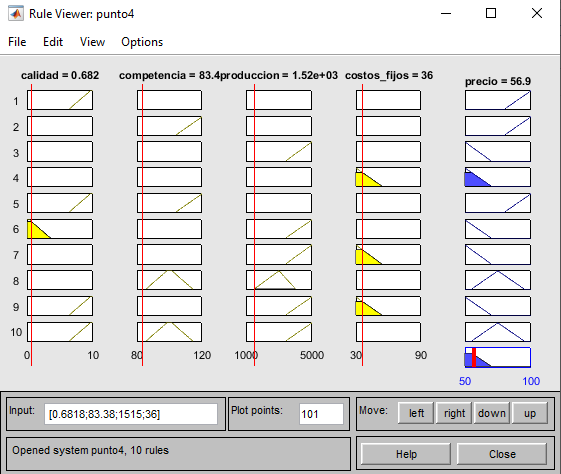 Rule Viewer: punto4
File Edit View Options
calidad = 0.682 competencia = 83.4 produccion = 1.52e+03 costos_fijos = 36 precio = 56.9
1
2
3
4
5
6
7
8
9
10
0 10 80 120 1000 5000 30 90
50 100
Input: [0.6818;83.38;1515;36] Plot points: 101 Move: left right down up
Opened system punto4, 10 rules Help Close